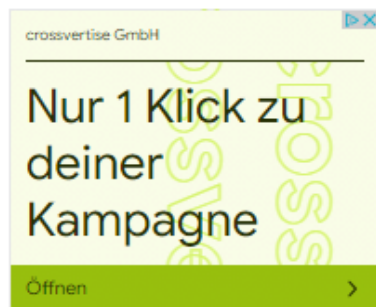 crossvertise GmbH
Nur 1 Klick zu
deiner
Kampagne
Öffnen